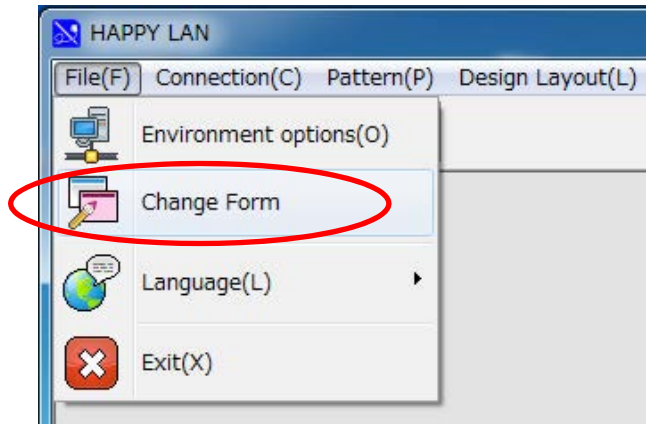 HAPPY LAN
File(F) Connection(C) Pattern(P) Design Layout(L)
Environment options(O)
Change Form
Language(L)
Exit(X)